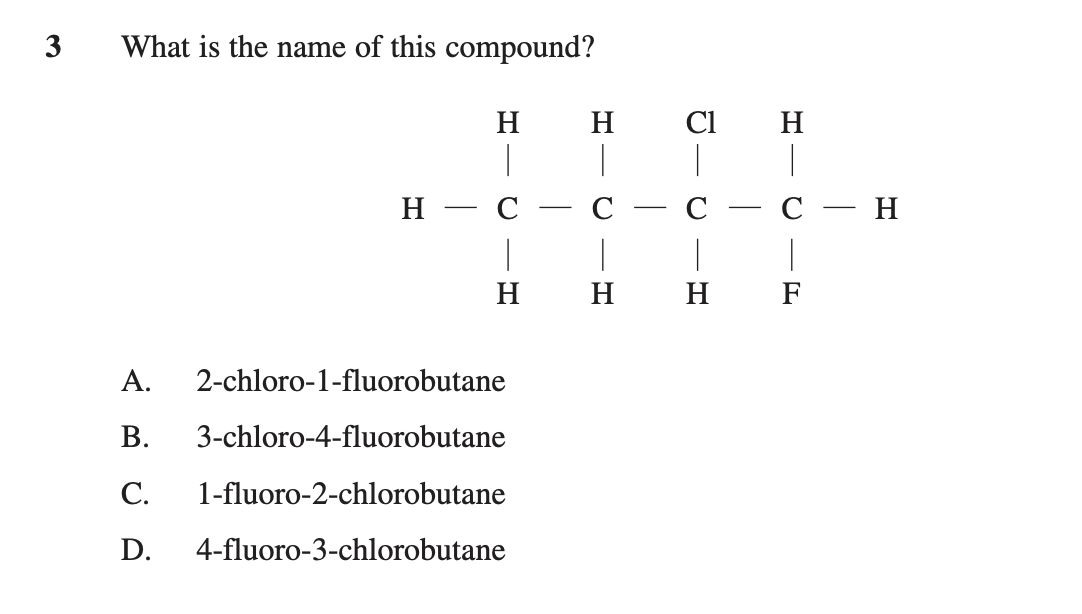 3 What is the name of this compound?
H H Cl H
| | | |
H — C — C — C — C — H
| | | |
H H H F
A. 2-chloro-1-fluorobutane
B. 3-chloro-4-fluorobutane
C. 1-fluoro-2-chlorobutane
D. 4-fluoro-3-chlorobutane